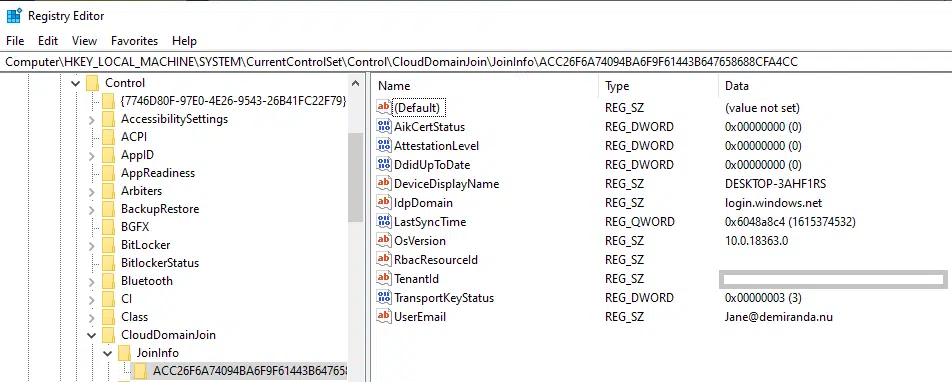 Registry Editor
File Edit View Favorites Help
Computer\HKEY_LOCAL_MACHINE\SYSTEM\CurrentControlSet\Control\CloudDomainJoin\JoinInfo\ACC26F6A74094BA6F9F61443B647658688CFA4CC
Control
{7746D80F-97E0-4E26-9543-26B41FC22F79}
AccessibilitySettings
ACPI
AppID
AppReadiness
Arbiters
BackupRestore
BGFX
BitLocker
BitlockerStatus
Bluetooth
CI
Class
CloudDomainJoin
JoinInfo
ACC26F6A74094BA6F9F61443B64765
Name Type Data
(Default) REG_SZ (value not set)
AikCertStatus REG_DWORD 0x00000000 (0)
AttestationLevel REG_DWORD 0x00000000 (0)
DdidUpToDate REG_DWORD 0x00000000 (0)
DeviceDisplayName REG_SZ DESKTOP-3AHF1RS
IdpDomain REG_SZ login.windows.net
LastSyncTime REG_QWORD 0x6048a8c4 (1615374532)
OsVersion REG_SZ 10.0.18363.0
RbacResourceId REG_SZ
TenantId REG_SZ
TransportKeyStatus REG_DWORD 0x00000003 (3)
UserEmail REG_SZ Jane@demiranda.nu